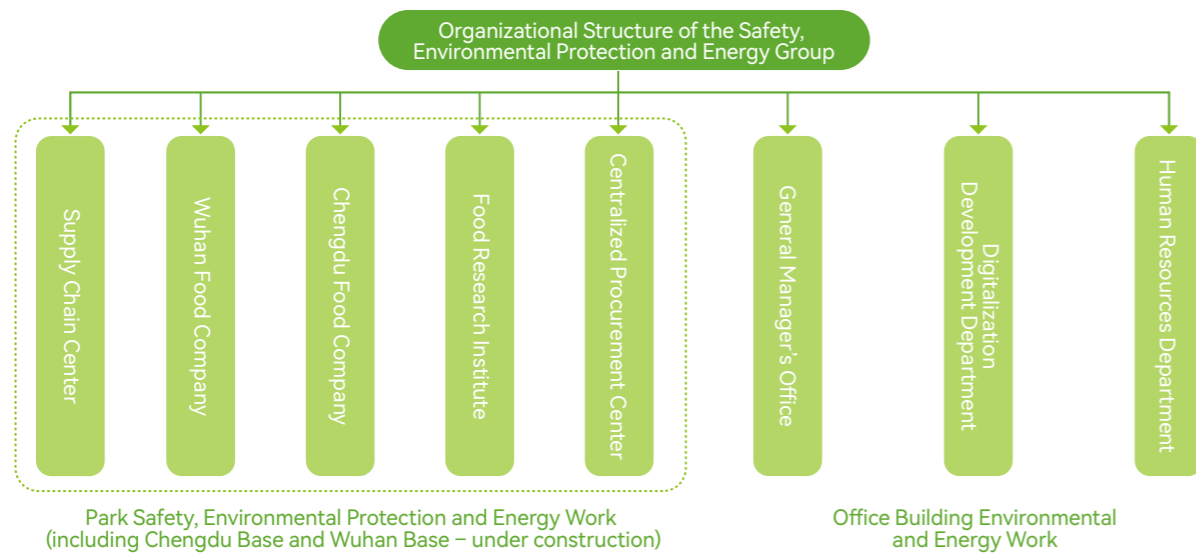 Organizational Structure of the Safety,
Environmental Protection and Energy Group
Supply Chain Center
Wuhan Food Company
Chengdu Food Company
Food Research Institute
Centralized Procurement Center
General Manager's Office
Digitalization
Development Department
Human Resources Department
Park Safety, Environmental Protection and Energy Work
(including Chengdu Base and Wuhan Base – under construction)
Office Building Environmental
and Energy Work